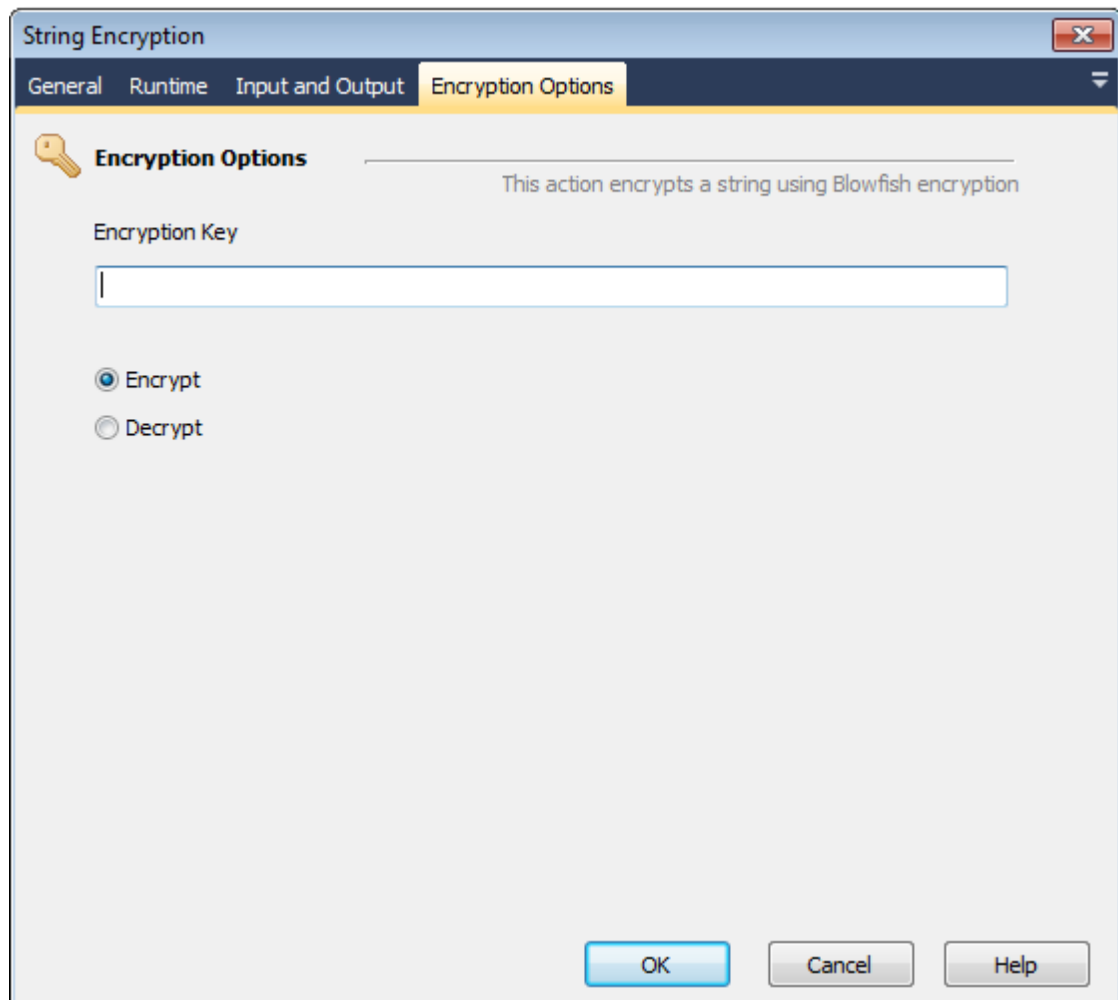 String Encryption
General Runtime Input and Output Encryption Options
Encryption Options
This action encrypts a string using Blowfish encryption
Encryption Key
Encrypt
Decrypt
OK Cancel Help